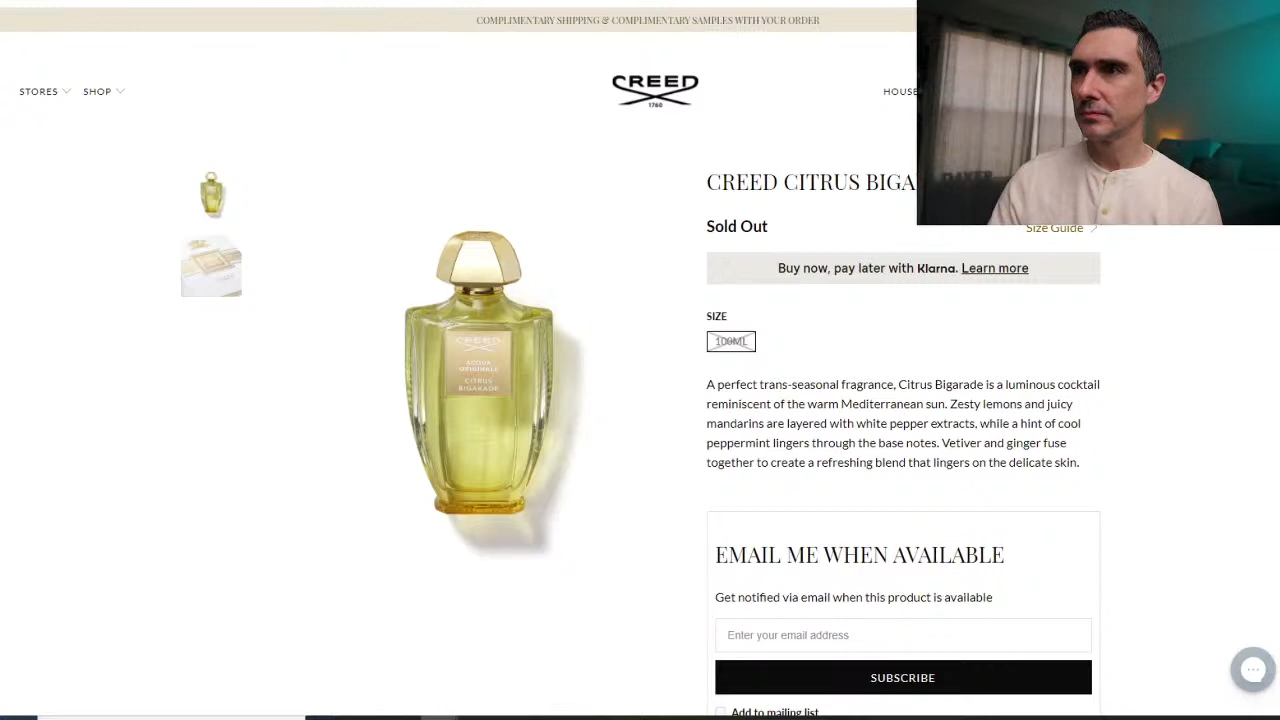 COMPLIMENTARY SHIPPING & COMPLIMENTARY SAMPLES WITH YOUR ORDER
STORES SHOP
CREED
1760
HOUSE
CREED CITRUS BIGA
Sold Out
Size Guide
Buy now, pay later with Klarna. Learn more
SIZE
100ML
CREED
ACQUA
ORIGINALE
CITRUS
BIGARADE
A perfect trans-seasonal fragrance, Citrus Bigarade is a luminous cocktail
reminiscent of the warm Mediterranean sun. Zesty lemons and juicy
mandarins are layered with white pepper extracts, while a hint of cool
peppermint lingers through the base notes. Vetiver and ginger fuse
together to create a refreshing blend that lingers on the delicate skin.
EMAIL ME WHEN AVAILABLE
Get notified via email when this product is available
Enter your email address
SUBSCRIBE
Add to mailing list